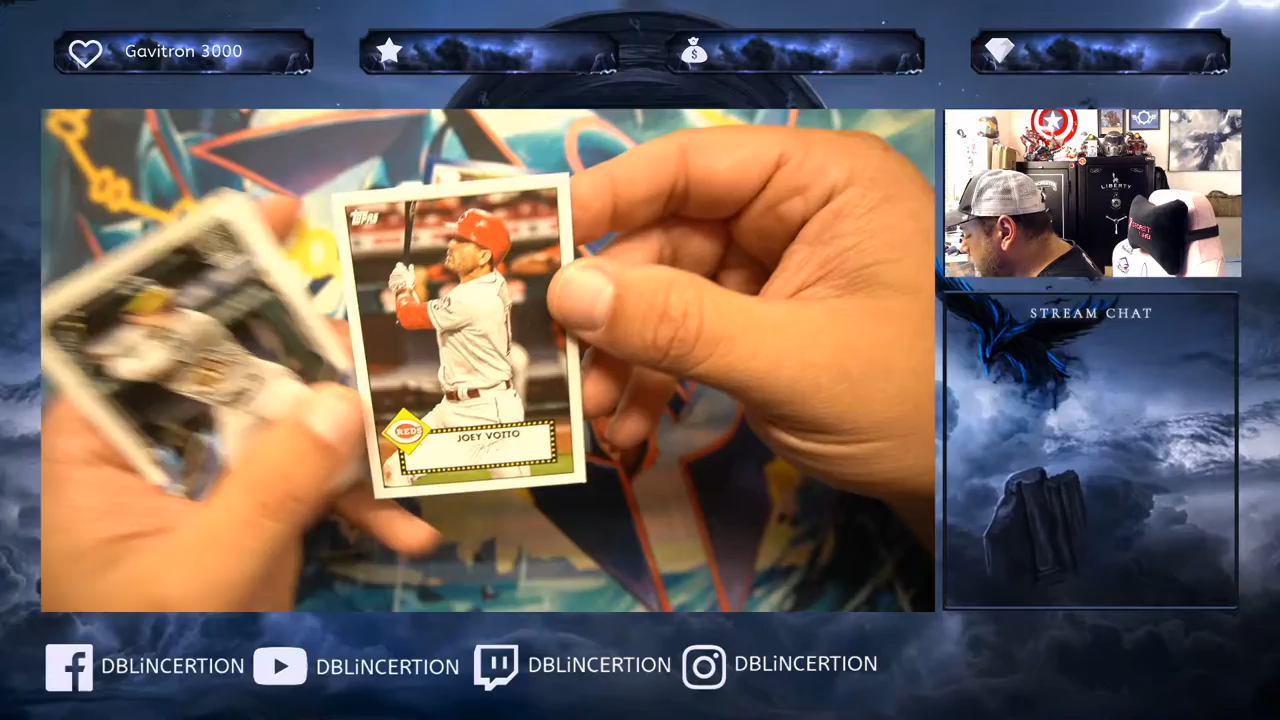 Gavitron 3000
TOPPS
REDS
JOEY VOTTO
LIBERTY
STREAM CHAT
DBLiNCERTION
DBLiNCERTION
DBLiNCERTION
DBLiNCERTION